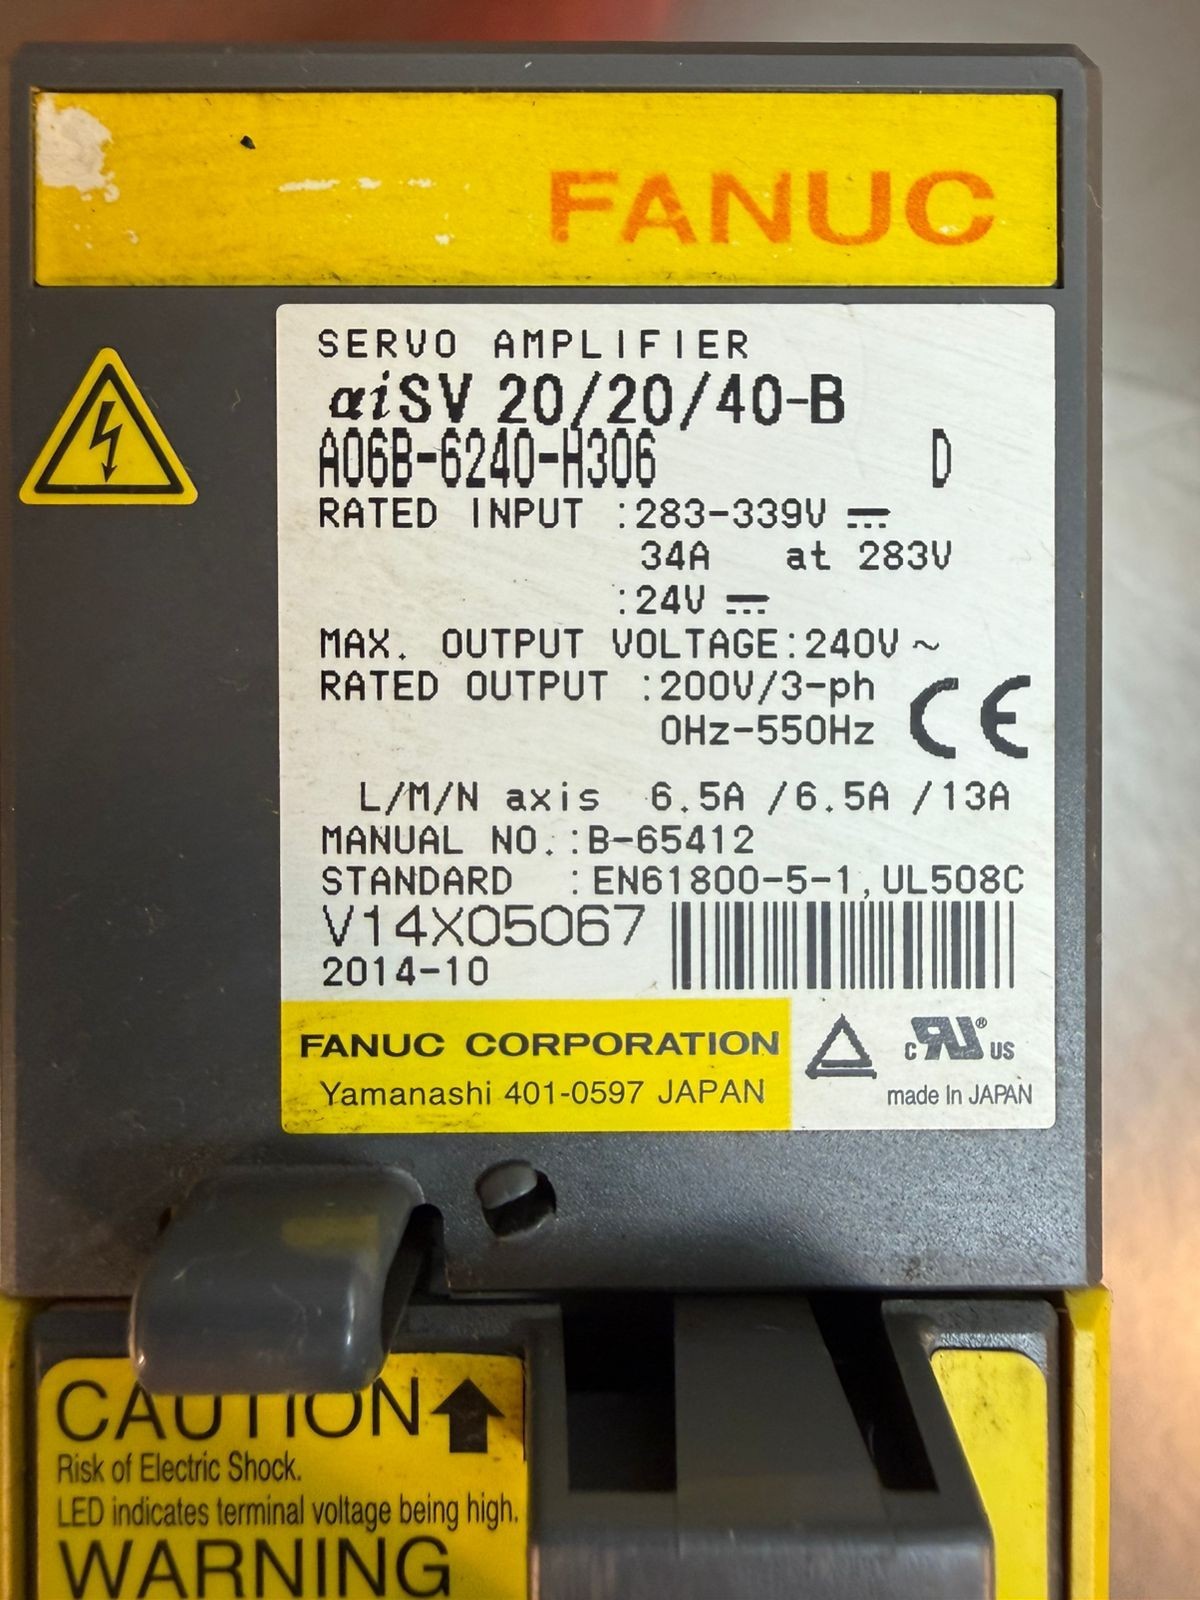 FANUC
SERVO AMPLIFIER
αiSV 20/20/40-B
A06B-6240-H306 D
RATED INPUT :283-339V ⎓
34A at 283V
:24V ⎓
MAX. OUTPUT VOLTAGE:240V~
RATED OUTPUT :200V/3-ph
0Hz-550Hz
CE
L/M/N axis 6.5A /6.5A /13A
MANUAL NO.:B-65412
STANDARD :EN61800-5-1,UL508C
V14X05067
2014-10
FANUC CORPORATION
Yamanashi 401-0597 JAPAN
c RU® US
made In JAPAN
CAUTION
Risk of Electric Shock.
LED indicates terminal voltage being high.
WARNING